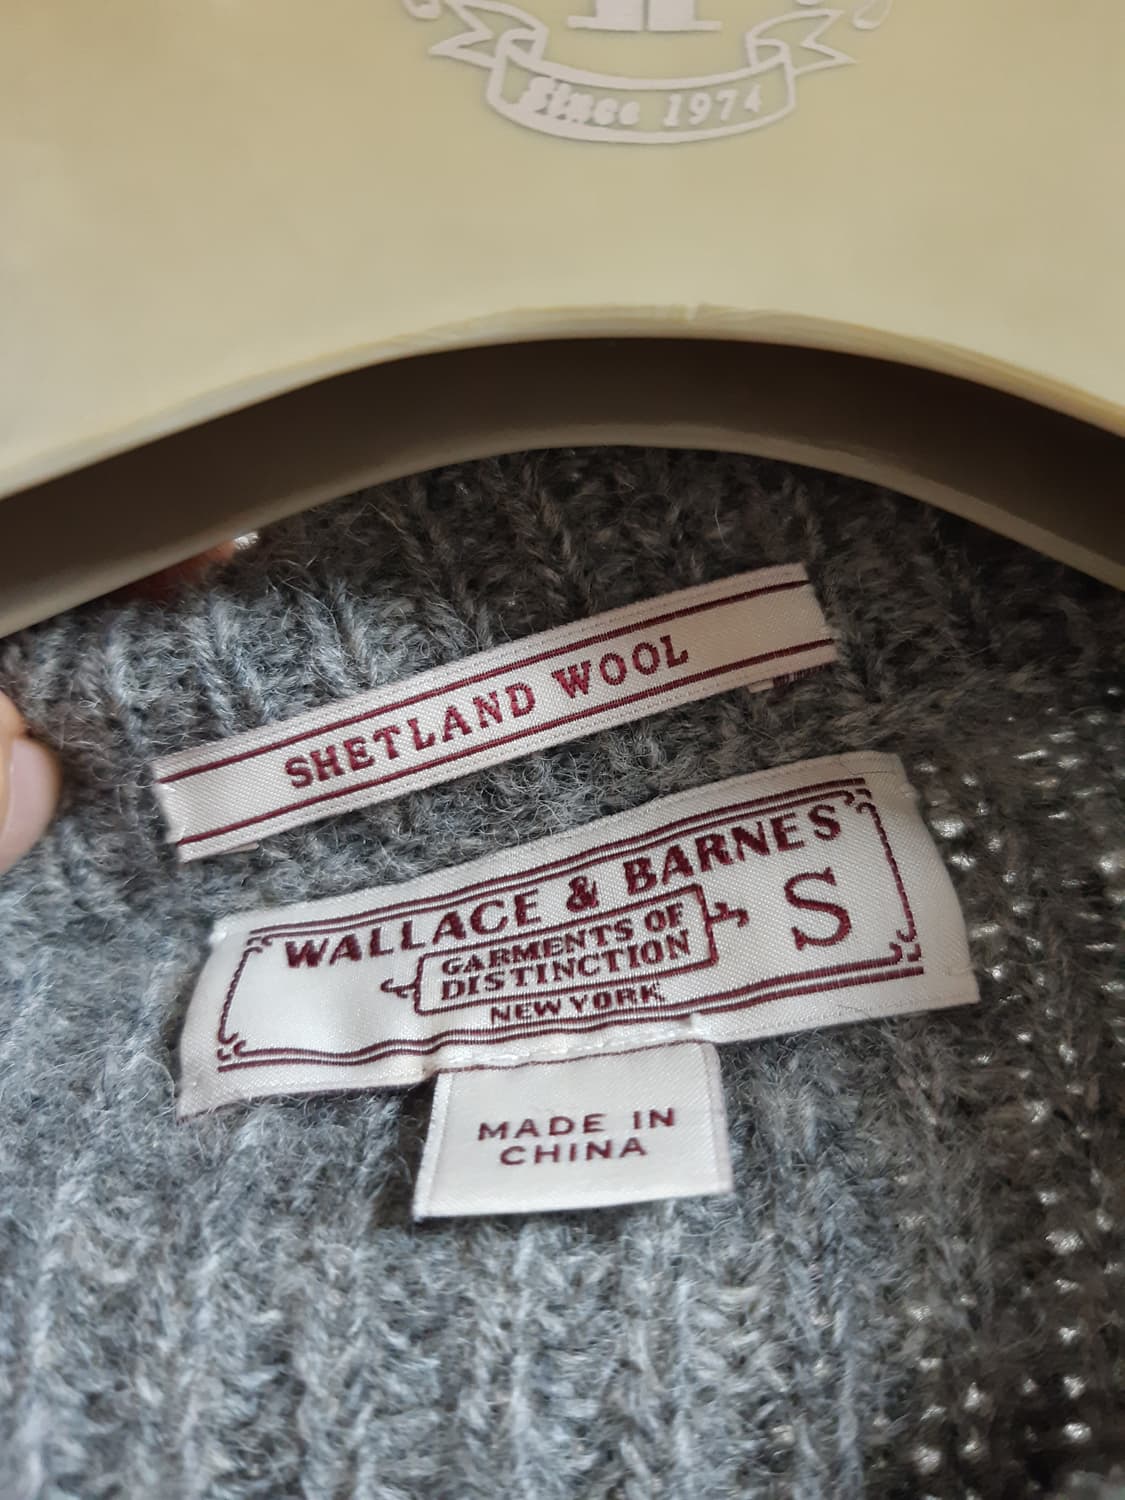 Since 1974
SHETLAND WOOL
WALLACE & BARNES
GARMENTS OF
DISTINCTION
NEW YORK
S
MADE IN
CHINA